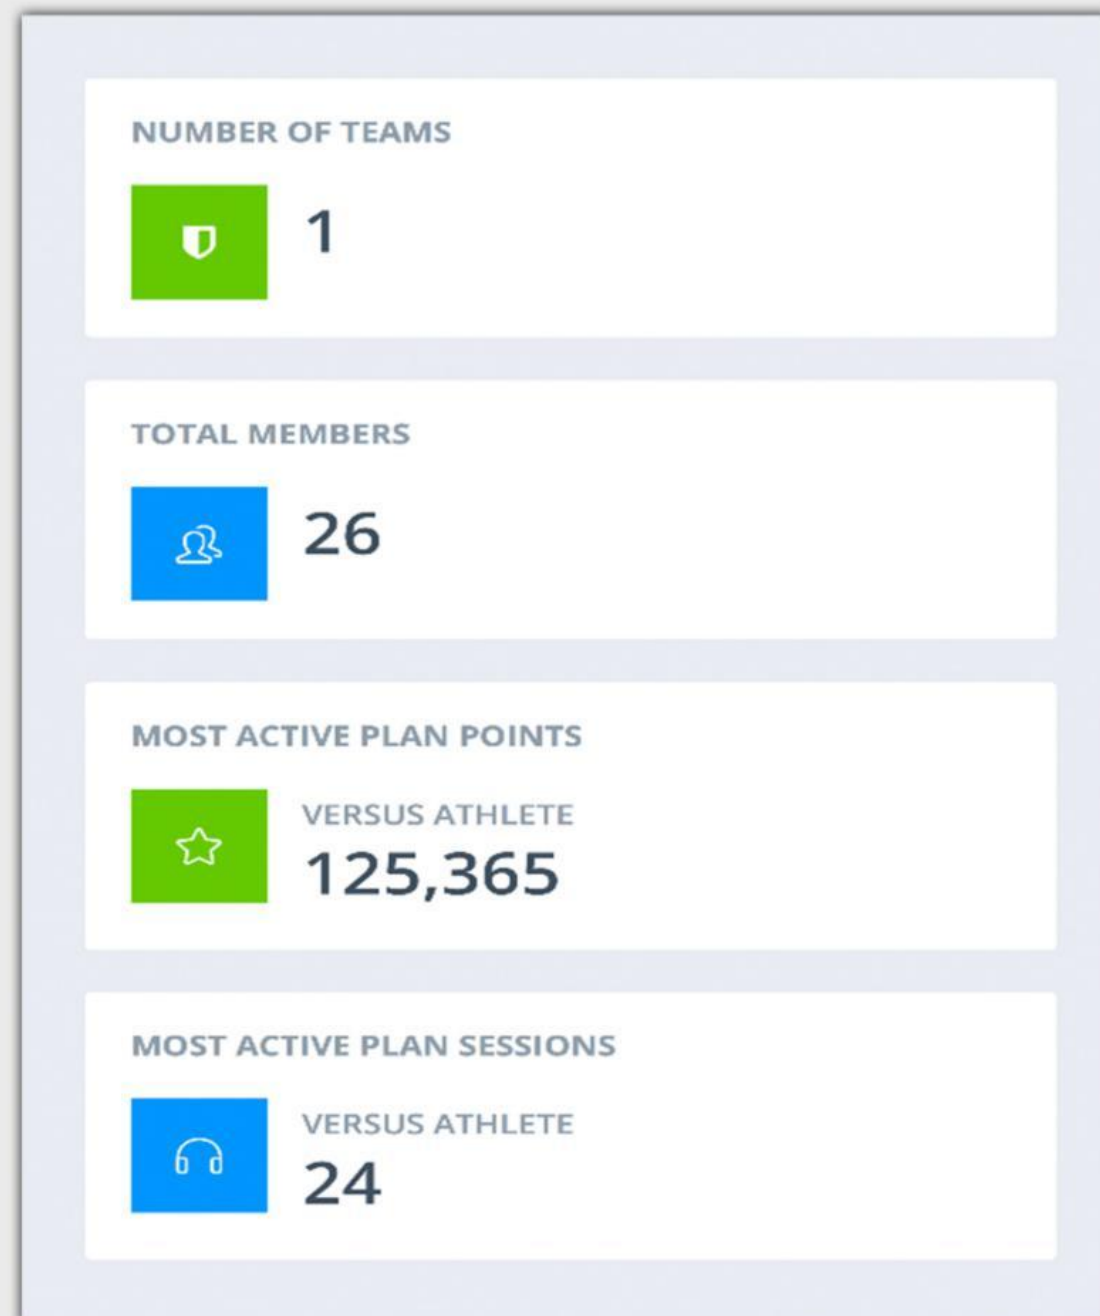 NUMBER OF TEAMS
1
TOTAL MEMBERS
26
MOST ACTIVE PLAN POINTS
VERSUS ATHLETE
125,365
MOST ACTIVE PLAN SESSIONS
VERSUS ATHLETE
24